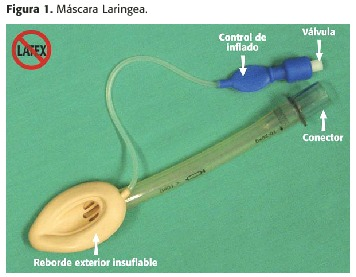 Figura 1. Máscara Laringea.
LATEX
Control de
inflado
Válvula
Conector
Reborde exterior insuflable